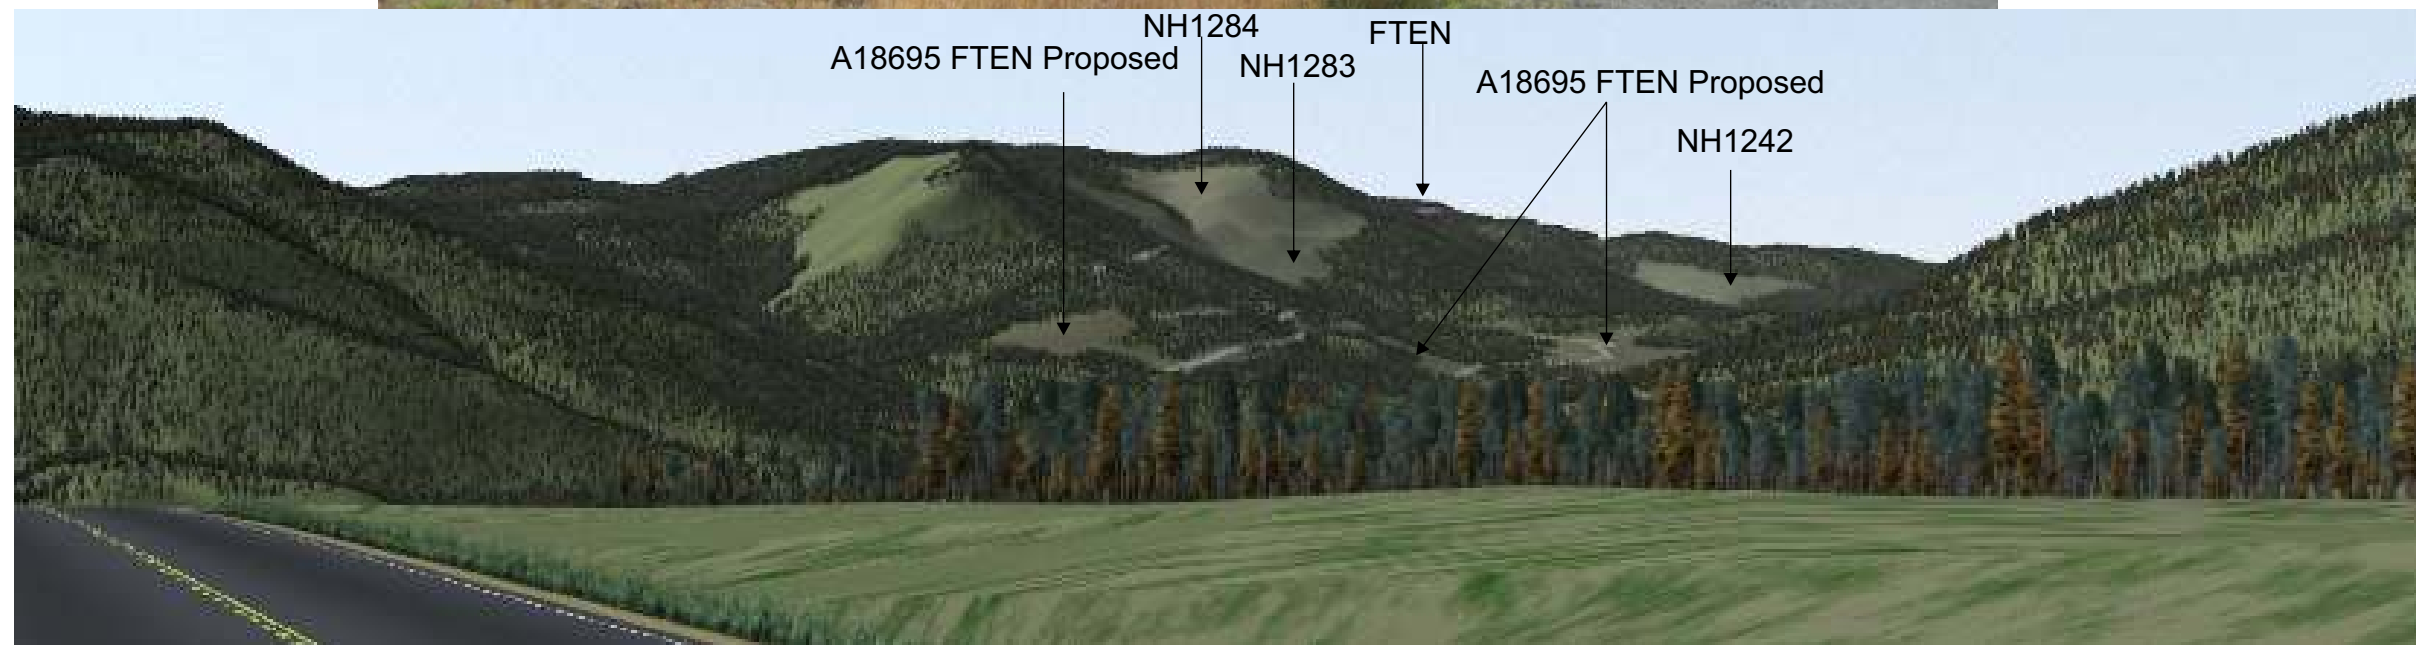 NH1284
FTEN
A18695 FTEN Proposed
NH1283
A18695 FTEN Proposed
NH1242